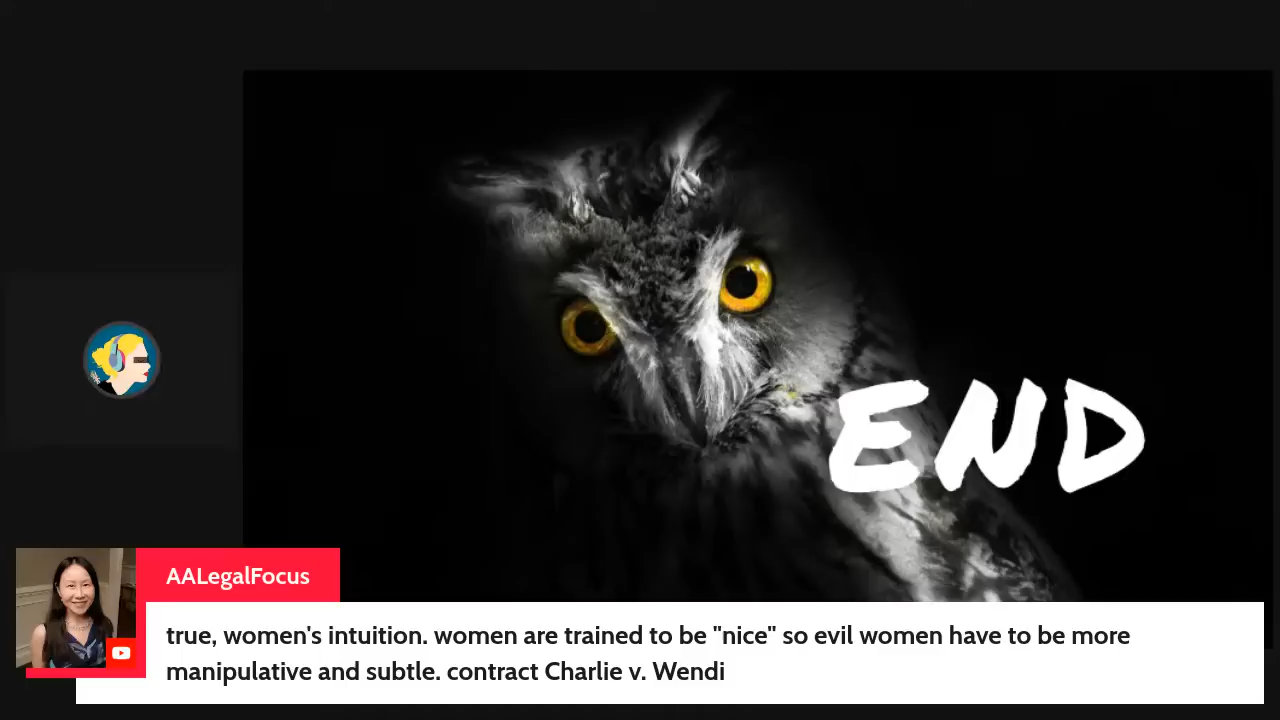 END
AALegalFocus
true, women's intuition. women are trained to be "nice" so evil women have to be more
manipulative and subtle. contract Charlie v. Wendi